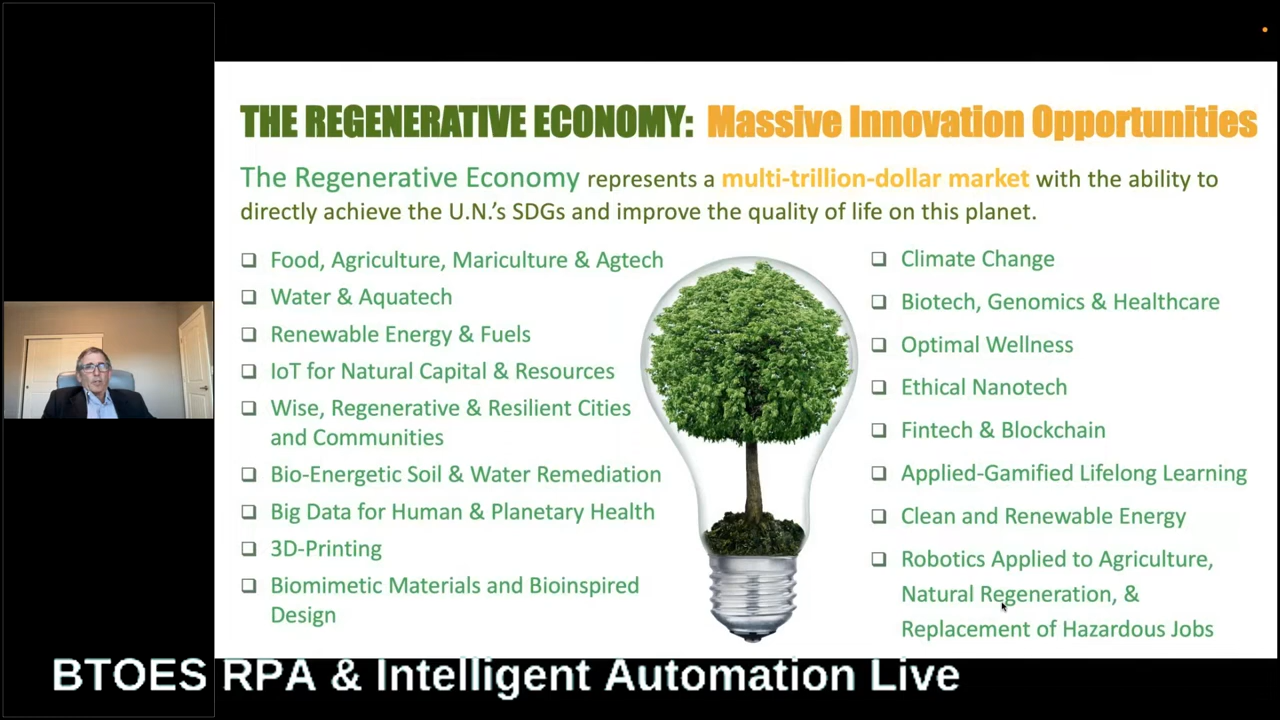 THE REGENERATIVE ECONOMY: Massive Innovation Opportunities
The Regenerative Economy represents a multi-trillion-dollar market with the ability to
directly achieve the U.N.'s SDGs and improve the quality of life on this planet.
Food, Agriculture, Mariculture & Agtech
Water & Aquatech
Renewable Energy & Fuels
IoT for Natural Capital & Resources
Wise, Regenerative & Resilient Cities
and Communities
Bio-Energetic Soil & Water Remediation
Big Data for Human & Planetary Health
3D-Printing
Biomimetic Materials and Bioinspired
Design
Climate Change
Biotech, Genomics & Healthcare
Optimal Wellness
Ethical Nanotech
Fintech & Blockchain
Applied-Gamified Lifelong Learning
Clean and Renewable Energy
Robotics Applied to Agriculture,
Natural Regeneration, &
Replacement of Hazardous Jobs
BTOES RPA & Intelligent Automation Live